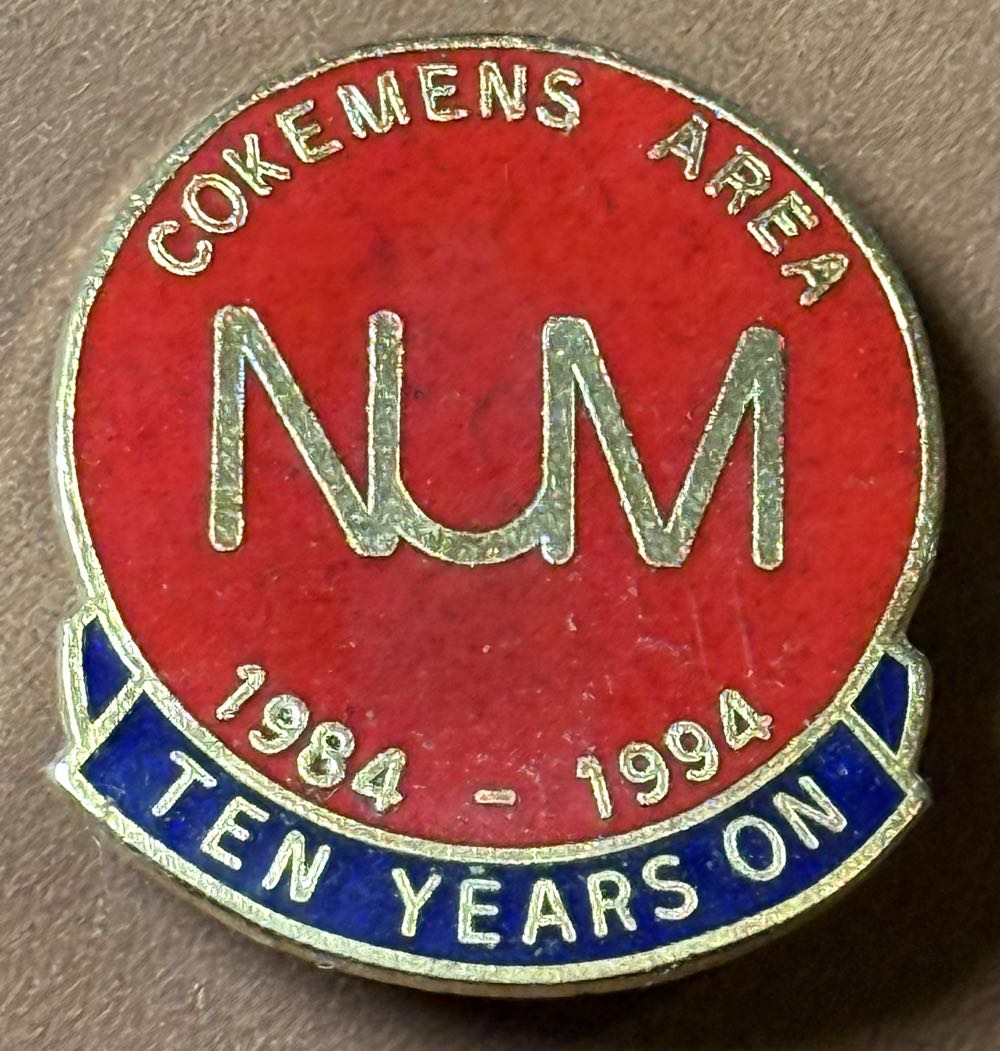 COKEMENS AREA
NUM
1984 - 1994
TEN YEARS ON